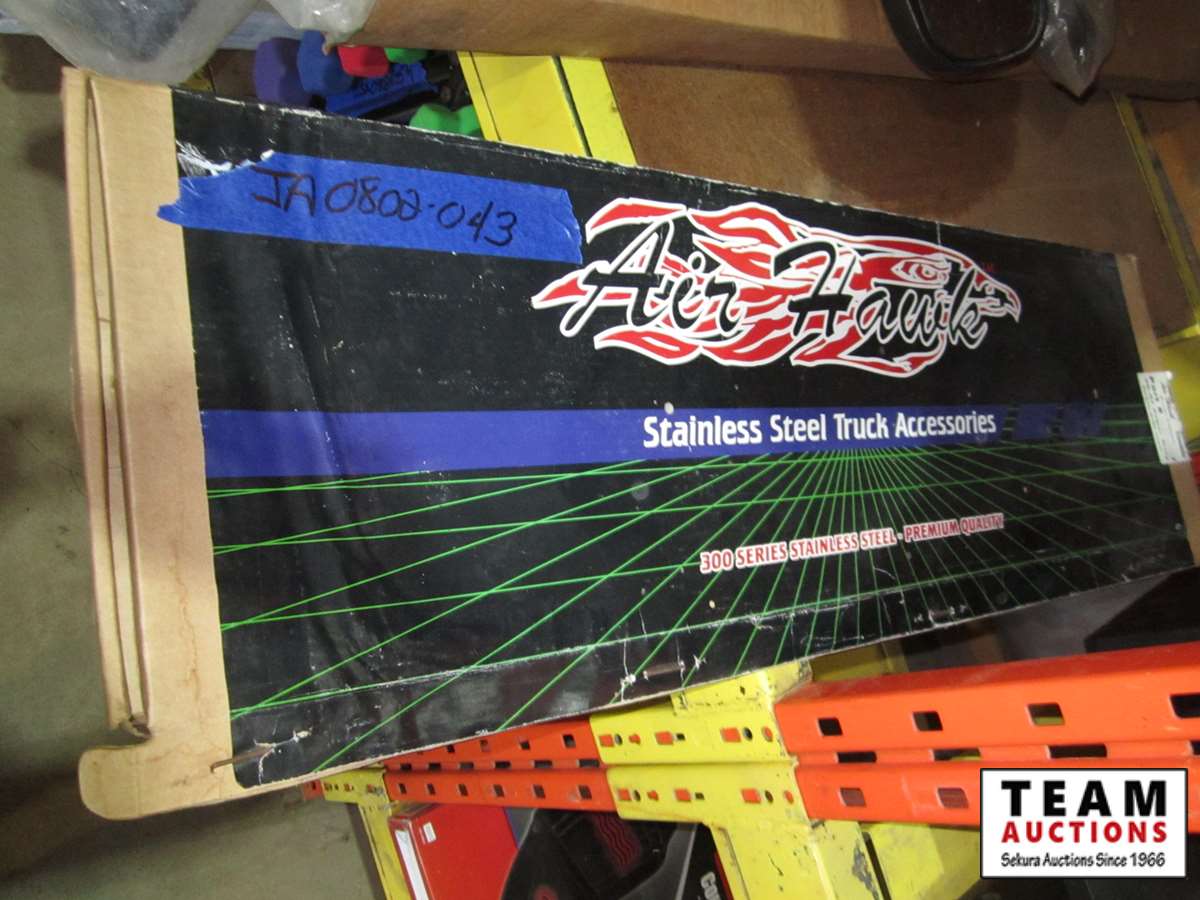 JA0802-043
Air Hawk
Stainless Steel Truck Accessories
300 SERIES STAINLESS STEEL - PREMIUM QUALITY
TEAM
AUCTIONS
Sekura Auctions Since 1966